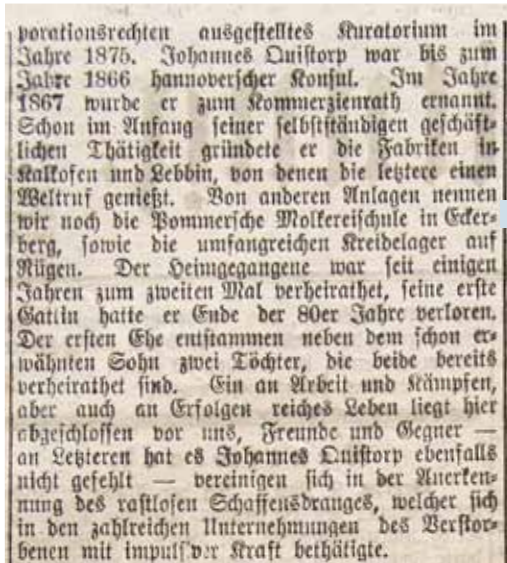 porationsrechten ausgestelltes Kuratorium im
Jahre 1875. Johannes Quistorp war bis zum
Jahre 1866 hannoverscher Konsul. Im Jahre
1867 wurde er zum Kommerzienrath ernannt.
Schon im Anfang seiner selbstständigen geschäft-
lichen Thätigkeit gründete er die Fabriken in
Kalkofen und Lebbin, von denen die letztere einen
Weltruf genießt. Von anderen Anlagen nennen
wir noch die Pommersche Molkereischule in Ecker-
berg, sowie die umfangreichen Kreidelager auf
Rügen. Der Heimgegangene war seit einigen
Jahren zum zweiten Mal verheirathet, seine erste
Gattin hatte er Ende der 80er Jahre verloren.
Der ersten Ehe entstammen neben dem schon er-
wähnten Sohn zwei Töchter, die beide bereits
verheirathet sind. Ein an Arbeit und Kämpfen,
aber auch an Erfolgen reiches Leben liegt hier
abgeschlossen vor uns, Freunde und Gegner —
an Letzteren hat es Johannes Quistorp ebenfalls
nicht gefehlt — vereinigen sich in der Anerken-
nung des rastlosen Schaffensdranges, welcher sich
in den zahlreichen Unternehmungen des Verstor-
benen mit impulsiver Kraft bethätigte.